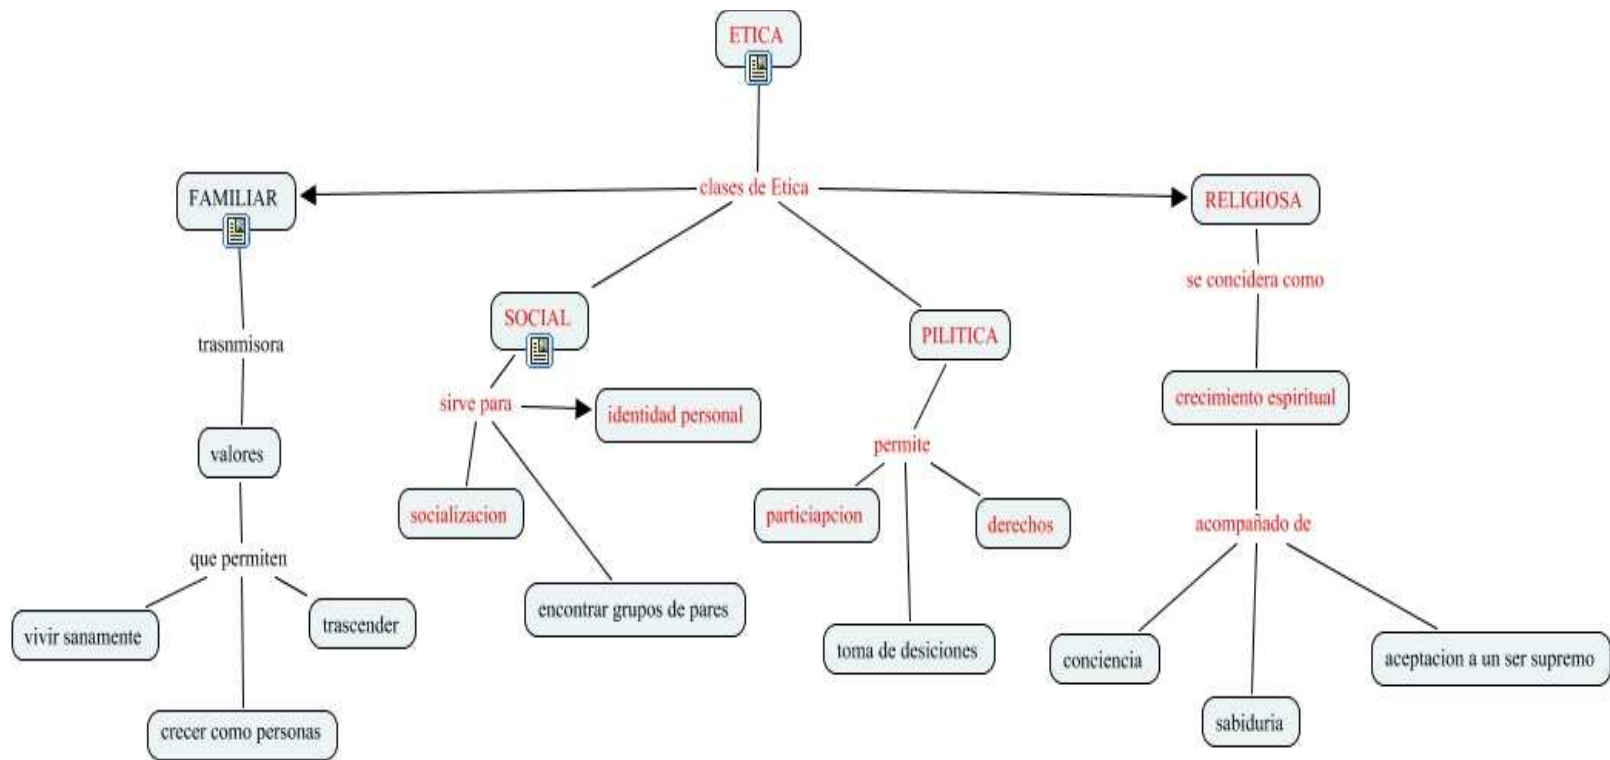 ETICA
clases de Etica
FAMILIAR
RELIGIOSA
se concidera como
SOCIAL
PILITICA
trasnmisora
crecimiento espiritual
sirve para
identidad personal
permite
valores
socializacion
particiapcion
derechos
acompañado de
que permiten
encontrar grupos de pares
trascender
vivir sanamente
toma de desiciones
conciencia
aceptacion a un ser supremo
sabiduria
crecer como personas